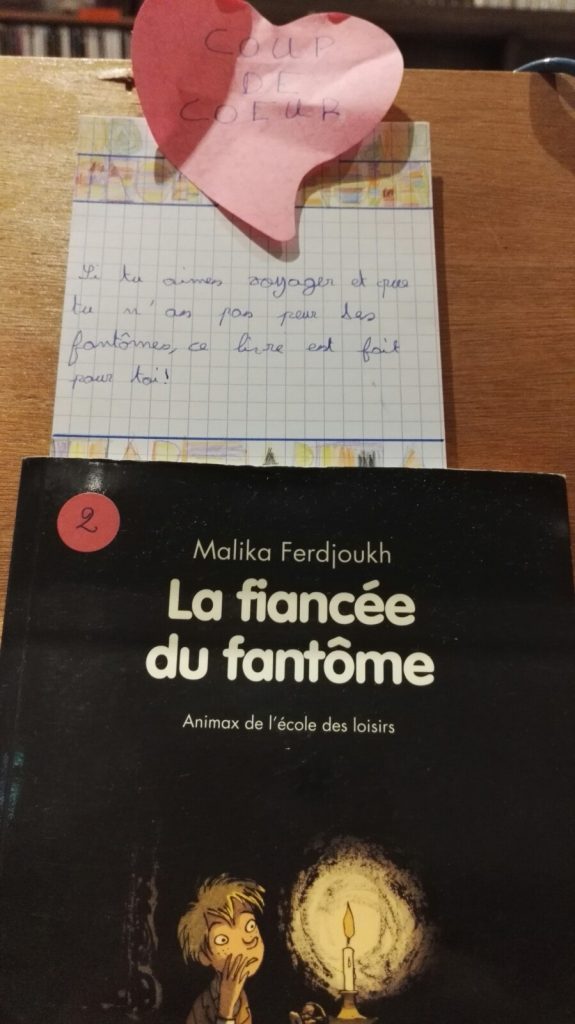 COUP
DE
COEUR
Si tu aimes voyager et que
tu n'as pas peur des
fantômes, ce livre est fait
pour toi!
2
Malika Ferdjoukh
La fiancée
du fantôme
Animax de l'école des loisirs